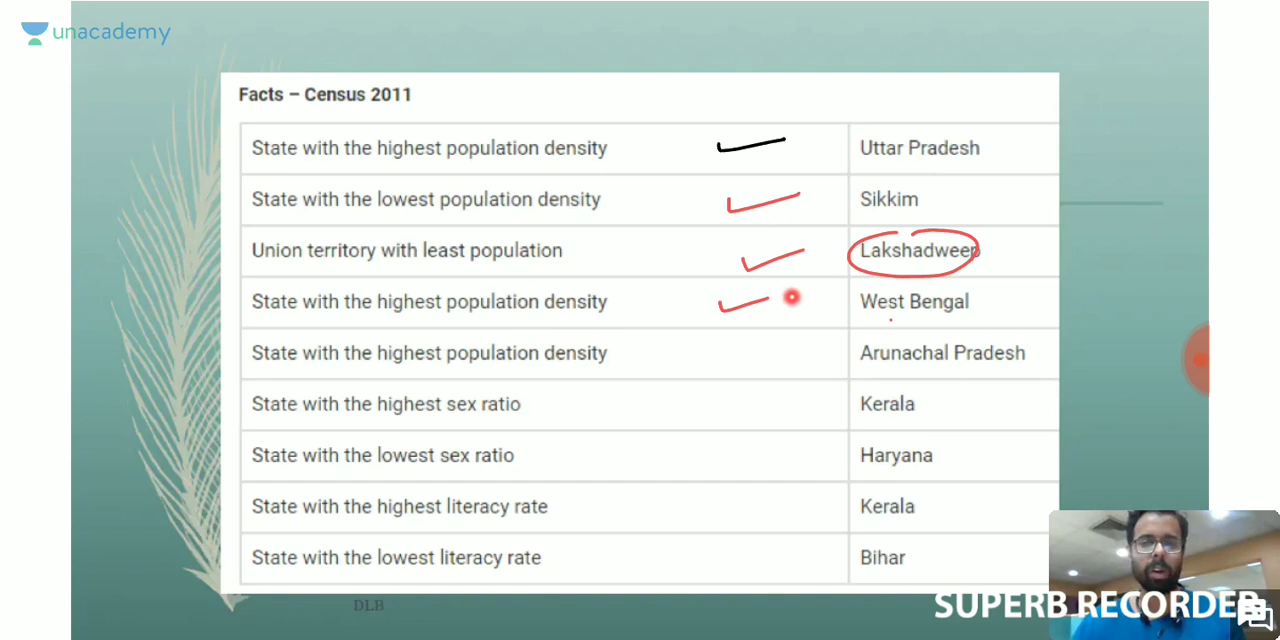 unacademy
Facts – Census 2011
State with the highest population density Uttar Pradesh
State with the lowest population density Sikkim
Union territory with least population Lakshadweep
State with the highest population density West Bengal
State with the highest population density Arunachal Pradesh
State with the highest sex ratio Kerala
State with the lowest sex ratio Haryana
State with the highest literacy rate Kerala
State with the lowest literacy rate Bihar
DLB
SUPERB RECORDER